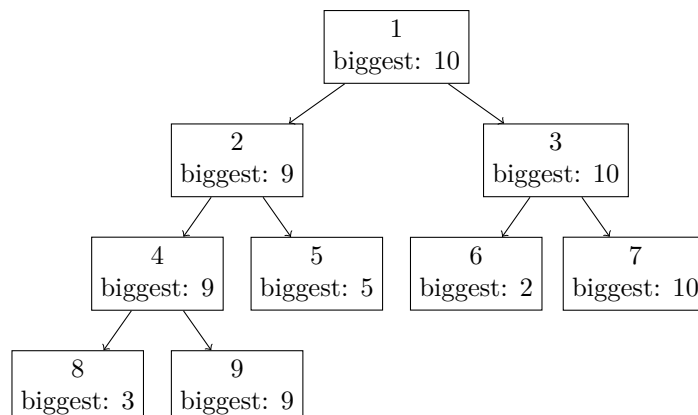 1
biggest: 10
2
biggest: 9
3
biggest: 10
4
biggest: 9
5
biggest: 5
6
biggest: 2
7
biggest: 10
8
biggest: 3
9
biggest: 9